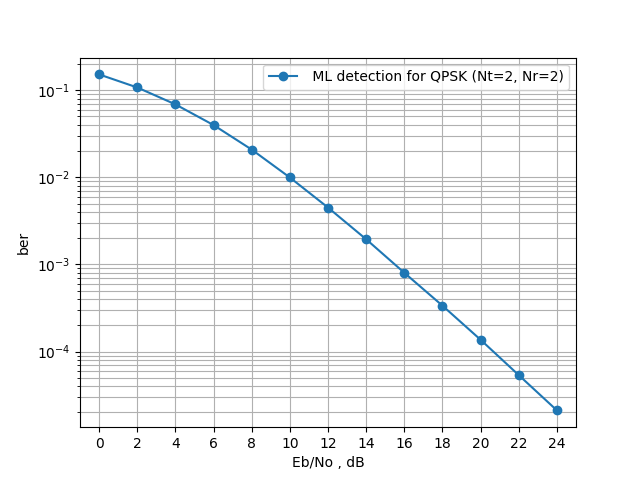 ML detection for QPSK (Nt=2, Nr=2)
10⁻¹
10⁻²
10⁻³
10⁻⁴
ber
0 2 4 6 8 10 12 14 16 18 20 22 24
Eb/No , dB